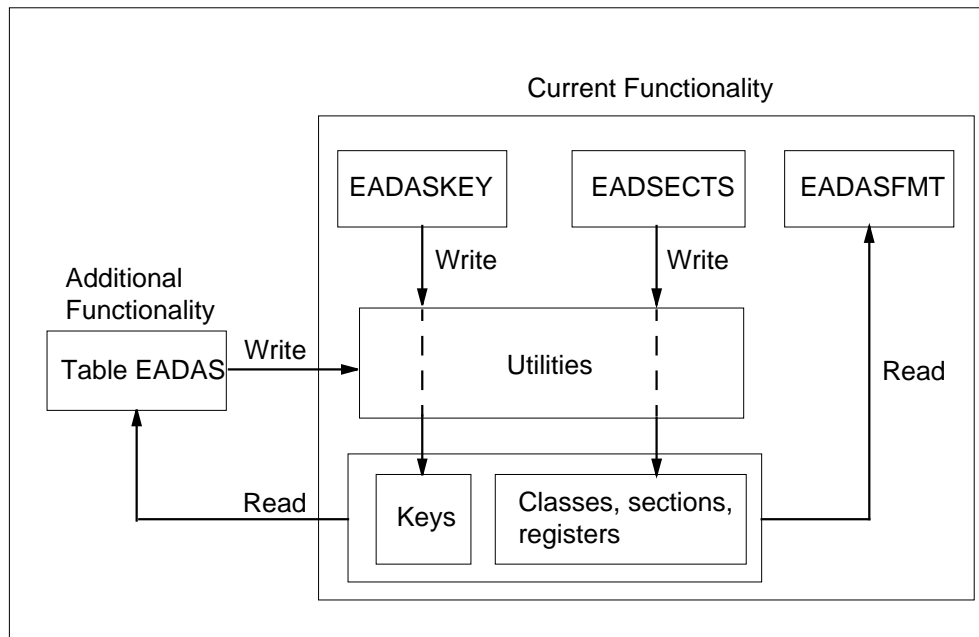 Current Functionality
EADASKEY
EADSECTS
EADASFMT
Write
Write
Additional
Functionality
Table EADAS
Write
Utilities
Read
Read
Keys
Classes, sections,
registers